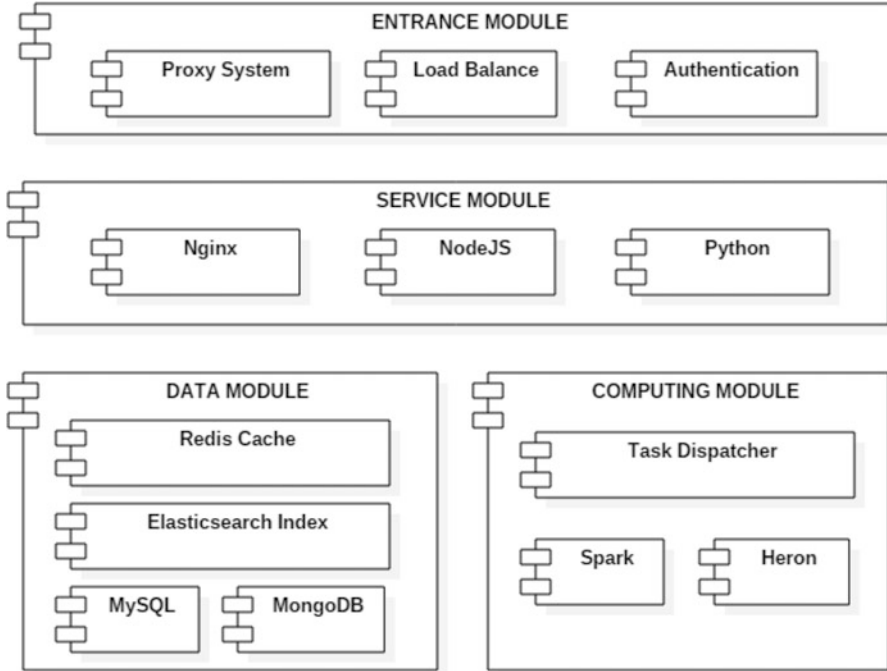 ENTRANCE MODULE
Proxy System
Load Balance
Authentication
SERVICE MODULE
Nginx
NodeJS
Python
DATA MODULE
Redis Cache
Elasticsearch Index
MySQL
MongoDB
COMPUTING MODULE
Task Dispatcher
Spark
Heron